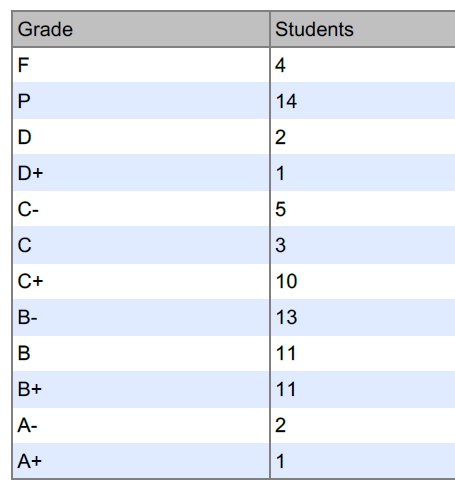 Grade Students
F 4
P 14
D 2
D+ 1
C- 5
C 3
C+ 10
B- 13
B 11
B+ 11
A- 2
A+ 1